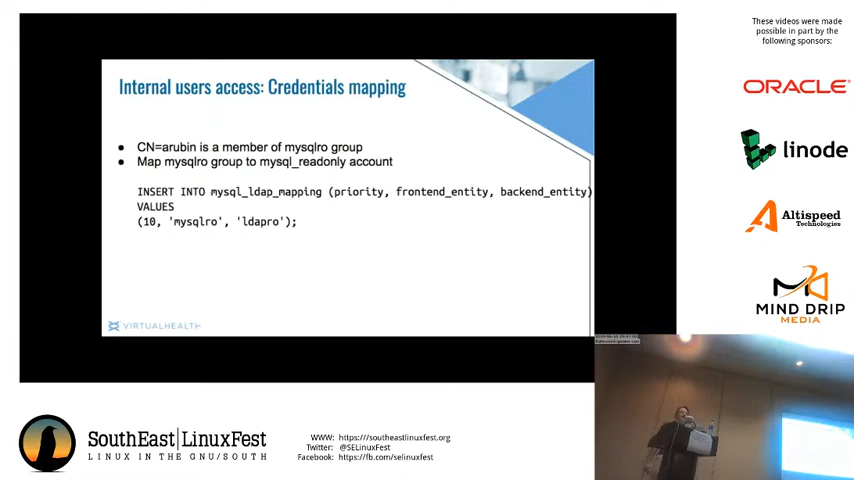 These videos were made
possible in part by the
following sponsors:
ORACLE
linode
Altispeed
Technologies
MIND DRIP
MEDIA
Internal users access: Credentials mapping
● CN=arubin is a member of mysqlro group
● Map mysqlro group to mysql_readonly account
INSERT INTO mysql_ldap_mapping (priority, frontend_entity, backend_entity)
VALUES
(10, 'mysqlro', 'ldapro');
VIRTUALHEALTH
SouthEast|LinuxFest
LINUX IN THE GNU/SOUTH
WWW: https:///southeastlinuxfest.org
Twitter: @SELinuxFest
Facebook: https://fb.com/selinuxfest